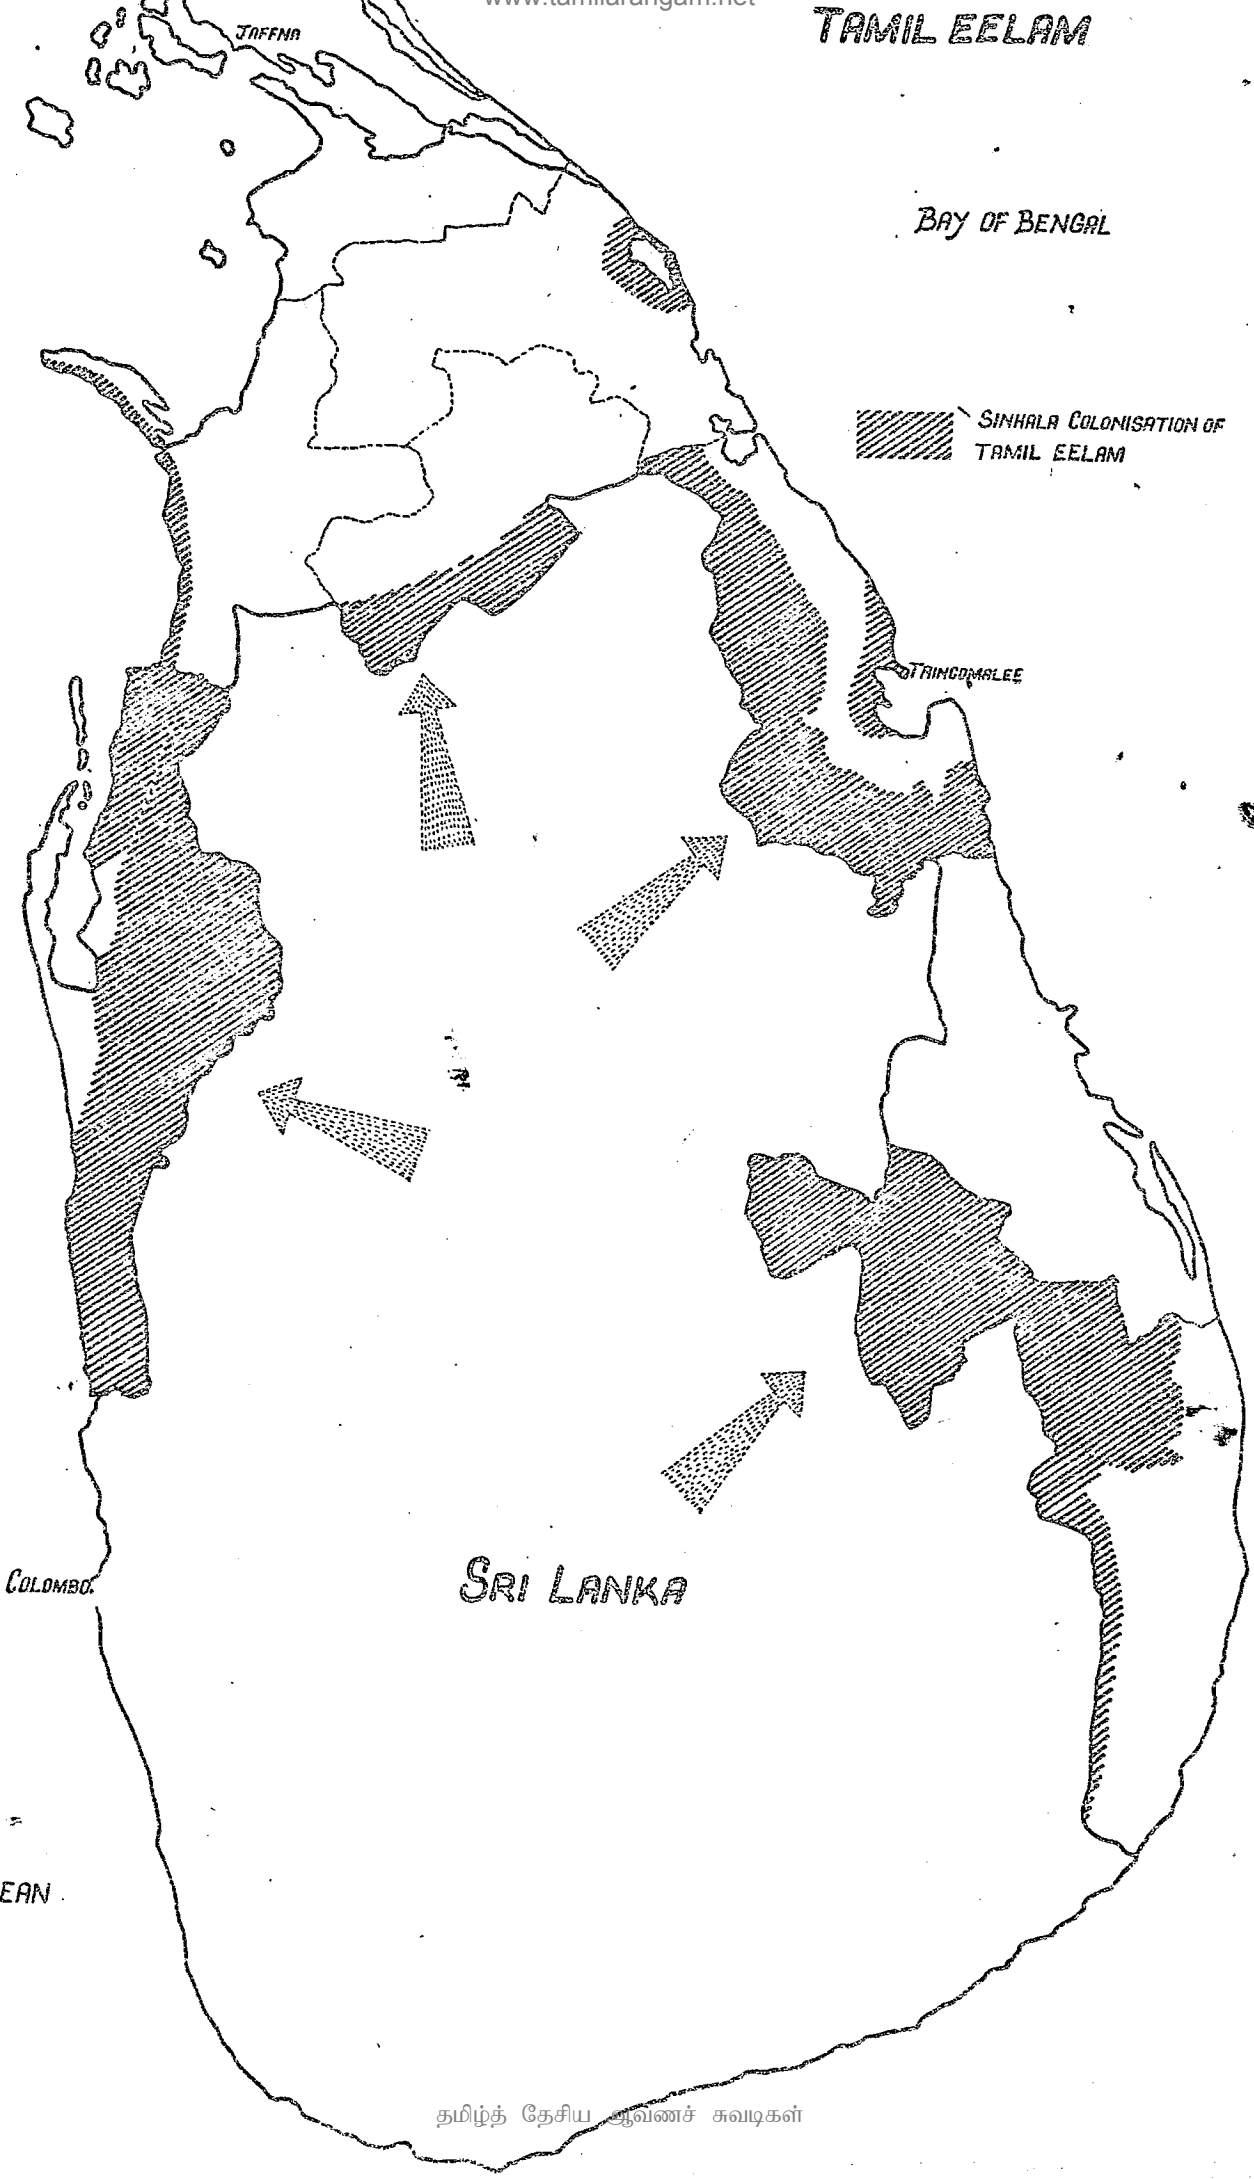 www.tamilarangam.net
TAMIL EELAM
JAFFNA
BAY OF BENGAL
SINHALA COLONISATION OF
TAMIL EELAM
TRINCOMALEE
COLOMBO
SRI LANKA
EAN
தமிழ்த் தேசிய ஆவணச் சுவடிகள்